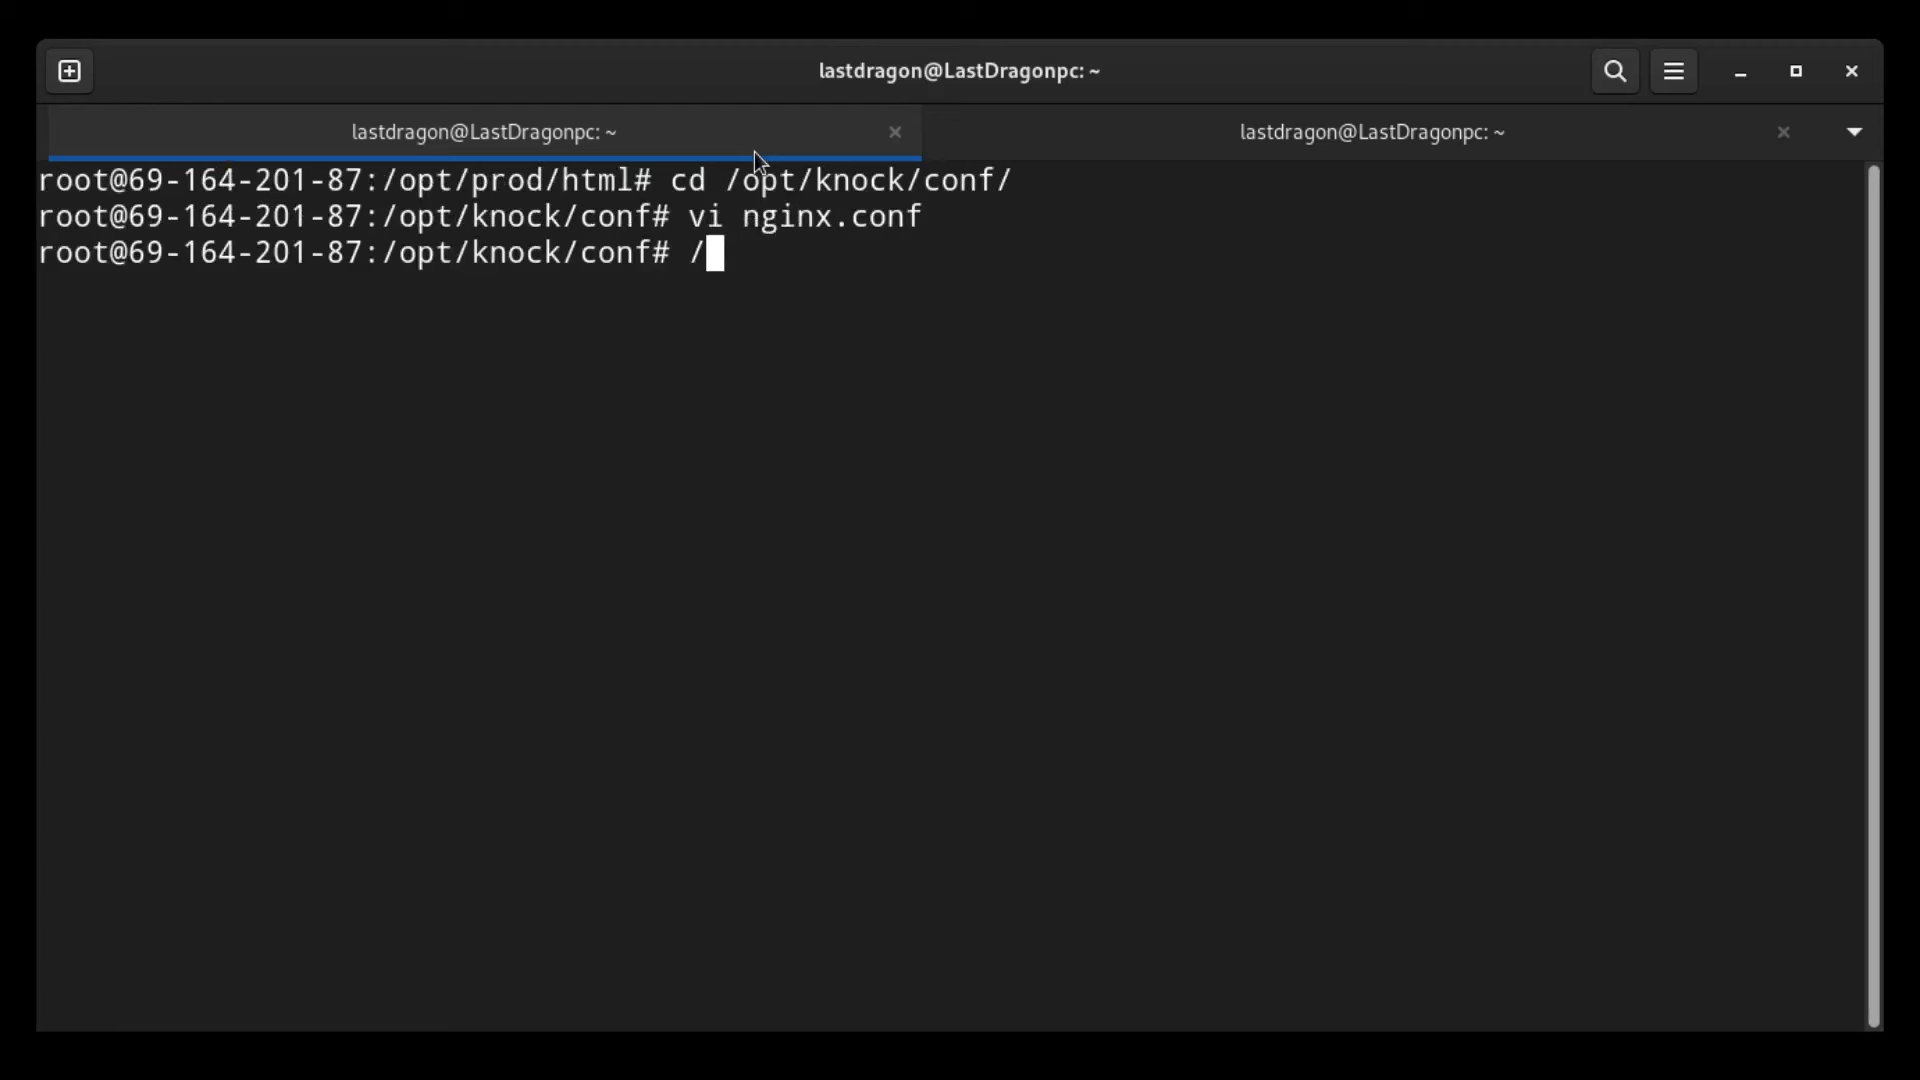 lastdragon@LastDragonpc: ~
lastdragon@LastDragonpc: ~
lastdragon@LastDragonpc: ~
root@69-164-201-87:/opt/prod/html# cd /opt/knock/conf/
root@69-164-201-87:/opt/knock/conf# vi nginx.conf
root@69-164-201-87:/opt/knock/conf# /